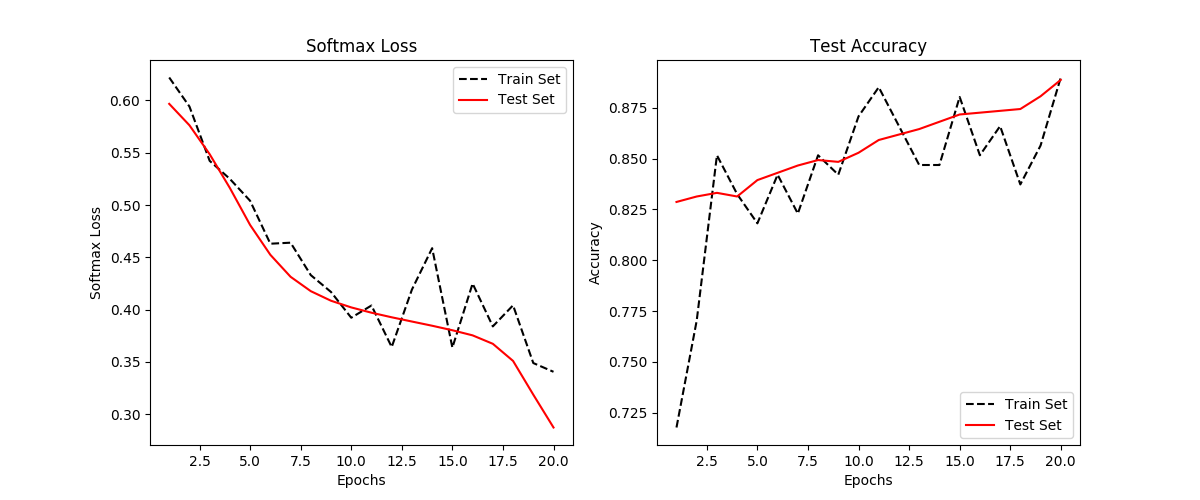 Softmax Loss
Train Set
Test Set
0.60
0.55
0.50
0.45
0.40
0.35
0.30
Softmax Loss
2.5 5.0 7.5 10.0 12.5 15.0 17.5 20.0
Epochs
Test Accuracy
0.875
0.850
0.825
0.800
0.775
0.750
0.725
Accuracy
Train Set
Test Set
2.5 5.0 7.5 10.0 12.5 15.0 17.5 20.0
Epochs